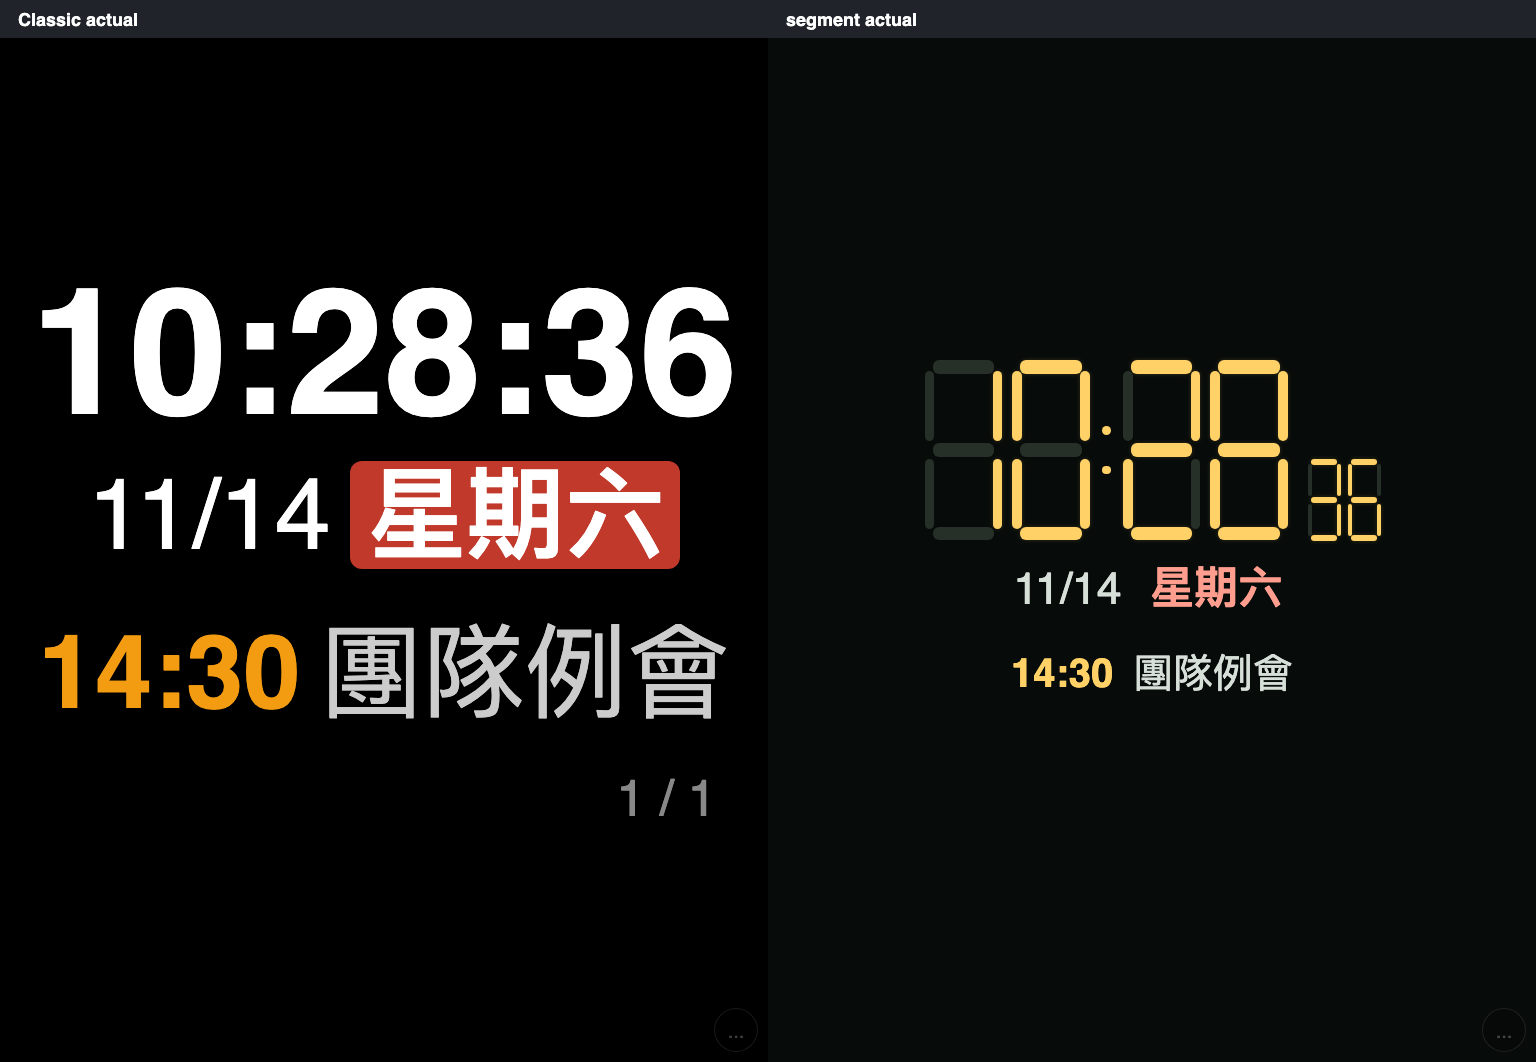 Classic actual
10:28:36
11/14 星期六
14:30 團隊例會
1 / 1
...
segment actual
10:28 36
11/14 星期六
14:30 團隊例會
...